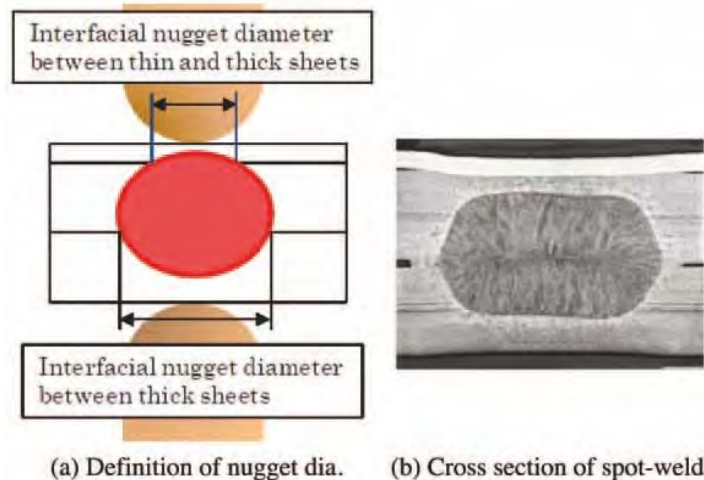 Interfacial nugget diameter
between thin and thick sheets
Interfacial nugget diameter
between thick sheets
(a) Definition of nugget dia.
(b) Cross section of spot-weld